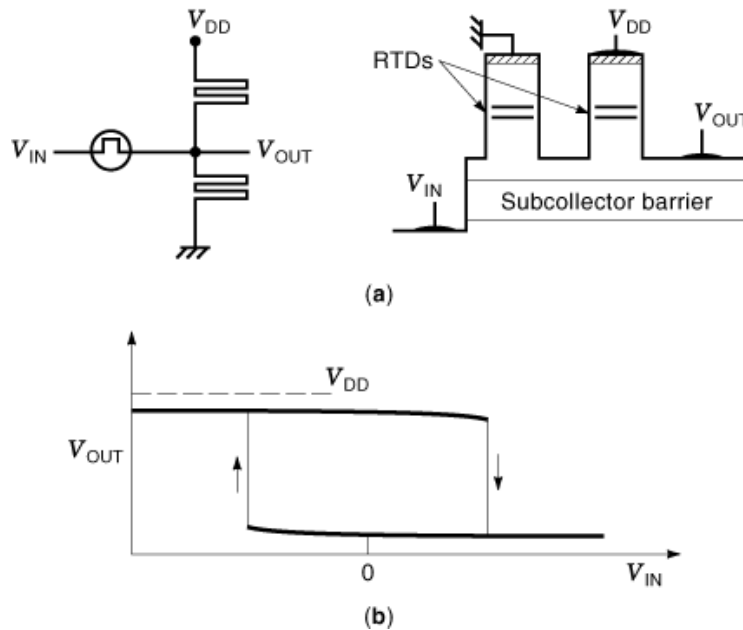 VDD
VIN
VOUT
RTDs
VDD
VOUT
VIN
Subcollector barrier
(a)
VDD
VOUT
0
VIN
(b)